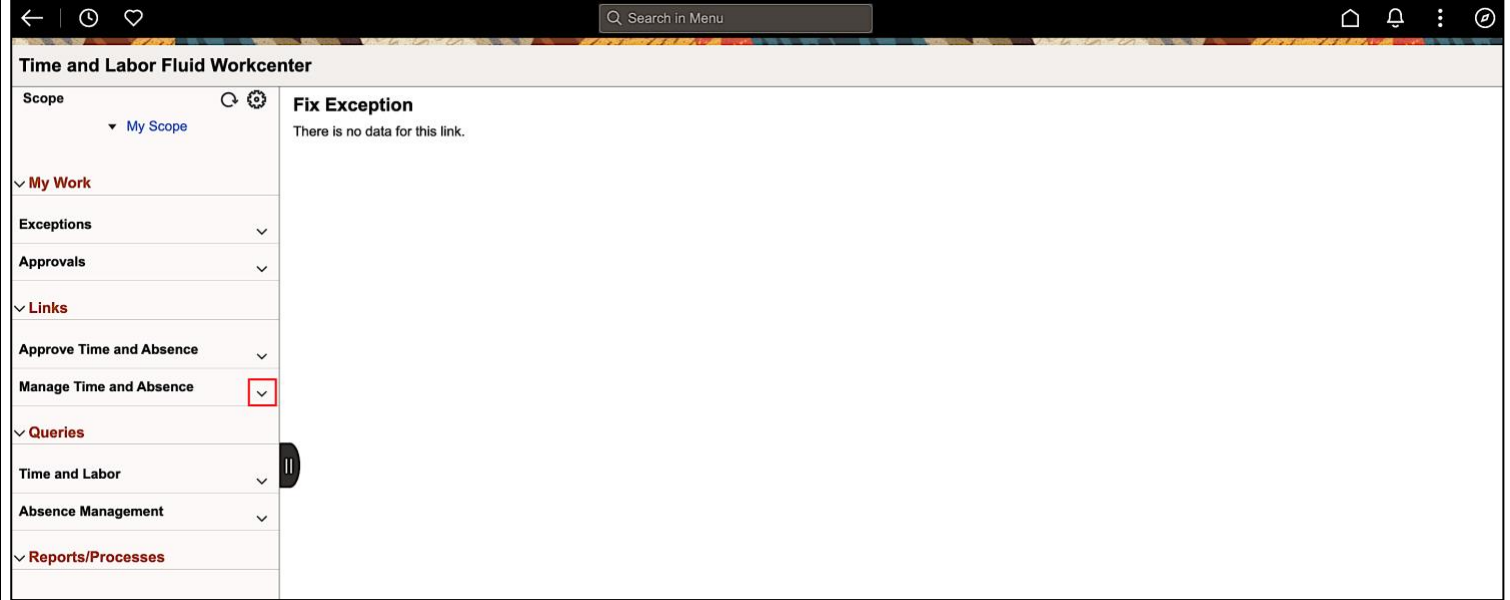 Search in Menu
Time and Labor Fluid Workcenter
Scope
My Scope
My Work
Exceptions
Approvals
Links
Approve Time and Absence
Manage Time and Absence
Queries
Time and Labor
Absence Management
Reports/Processes
Fix Exception
There is no data for this link.